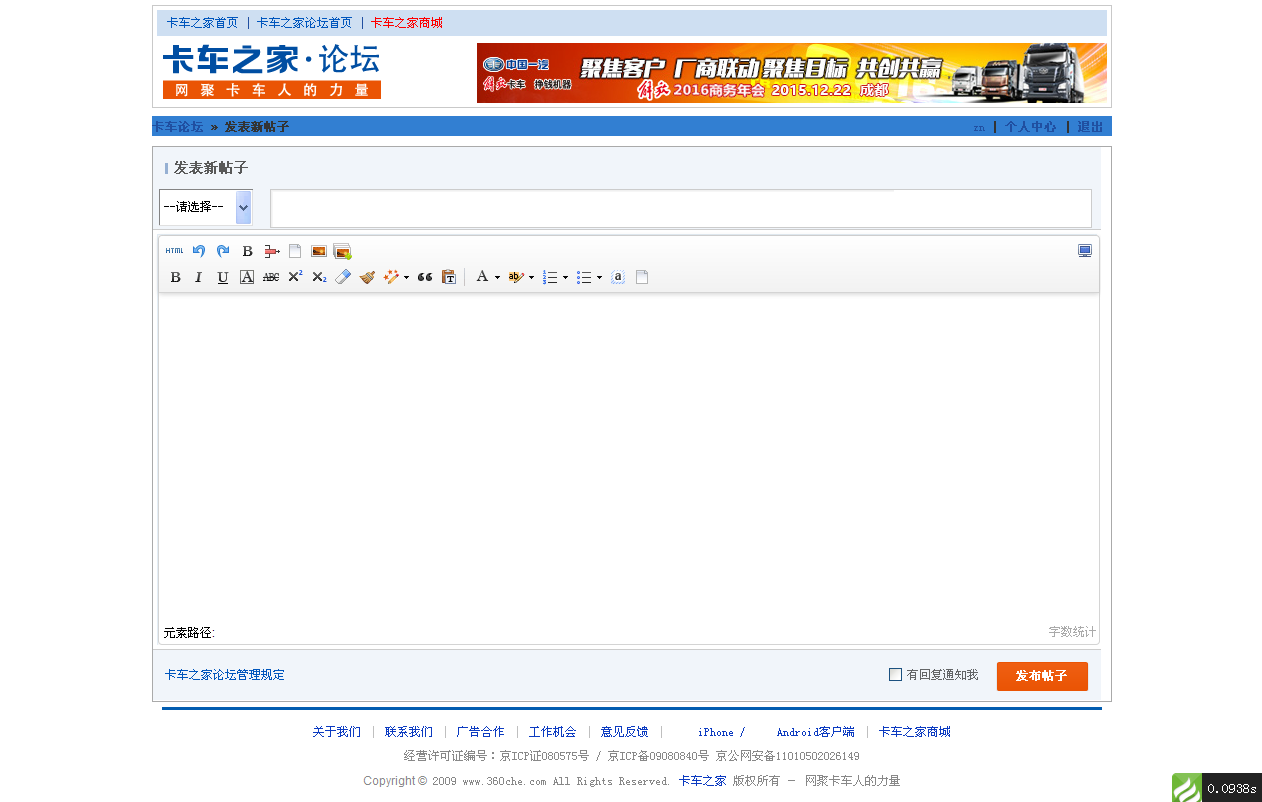 卡车之家首页 | 卡车之家论坛首页 | 卡车之家商城
卡车之家·论坛
网聚卡车人的力量
中国一汽
解放卡车 挣钱机器
聚焦客户 厂商联动 聚焦目标 共创共赢
解放2016商务年会 2015.12.22 成都
卡车论坛 » 发表新帖子
zn | 个人中心 | 退出
发表新帖子
--请选择--
HTML B
B I U A ABC X² X₂ T A ab a
元素路径:
字数统计
卡车之家论坛管理规定
有回复通知我
发布帖子
关于我们 | 联系我们 | 广告合作 | 工作机会 | 意见反馈 | iPhone / Android客户端 | 卡车之家商城
经营许可证编号：京ICP证080575号 / 京ICP备09080840号 京公网安备11010502026149
Copyright © 2009 www.360che.com All Rights Reserved. 卡车之家 版权所有 － 网聚卡车人的力量
0.0938s